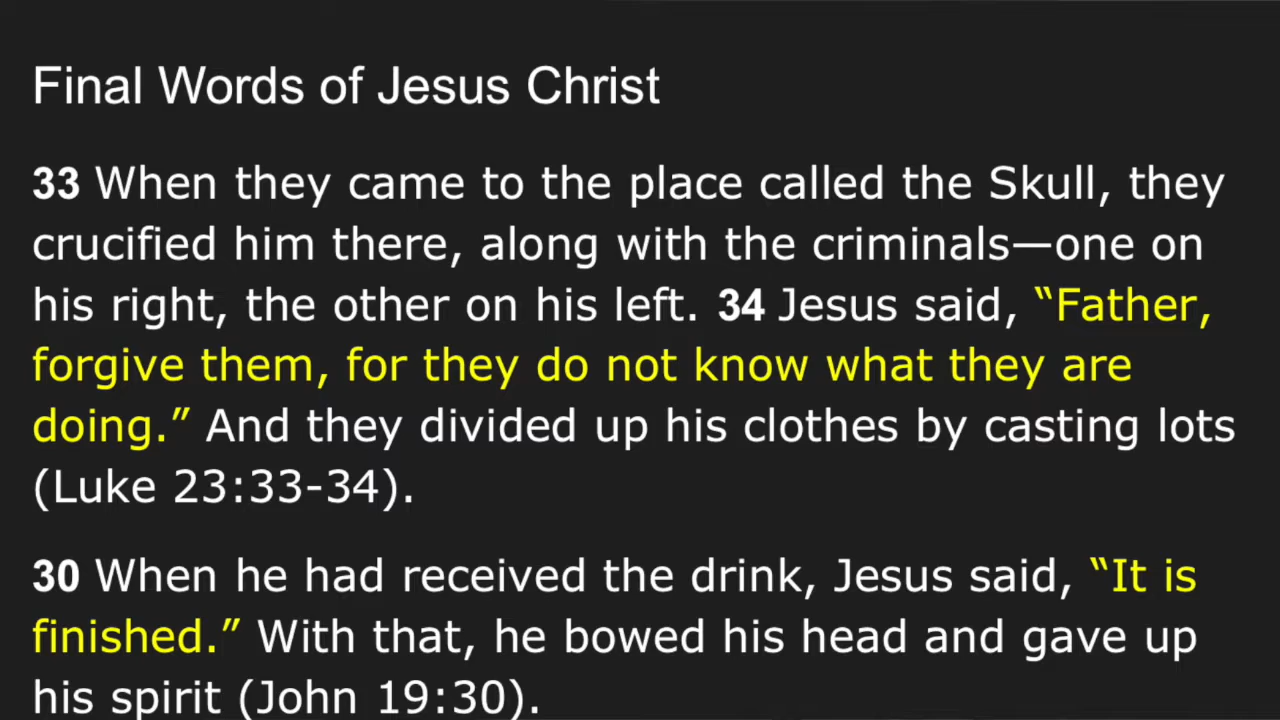 Final Words of Jesus Christ
33 When they came to the place called the Skull, they
crucified him there, along with the criminals—one on
his right, the other on his left. 34 Jesus said, “Father,
forgive them, for they do not know what they are
doing.” And they divided up his clothes by casting lots
(Luke 23:33-34).
30 When he had received the drink, Jesus said, “It is
finished.” With that, he bowed his head and gave up
his spirit (John 19:30).